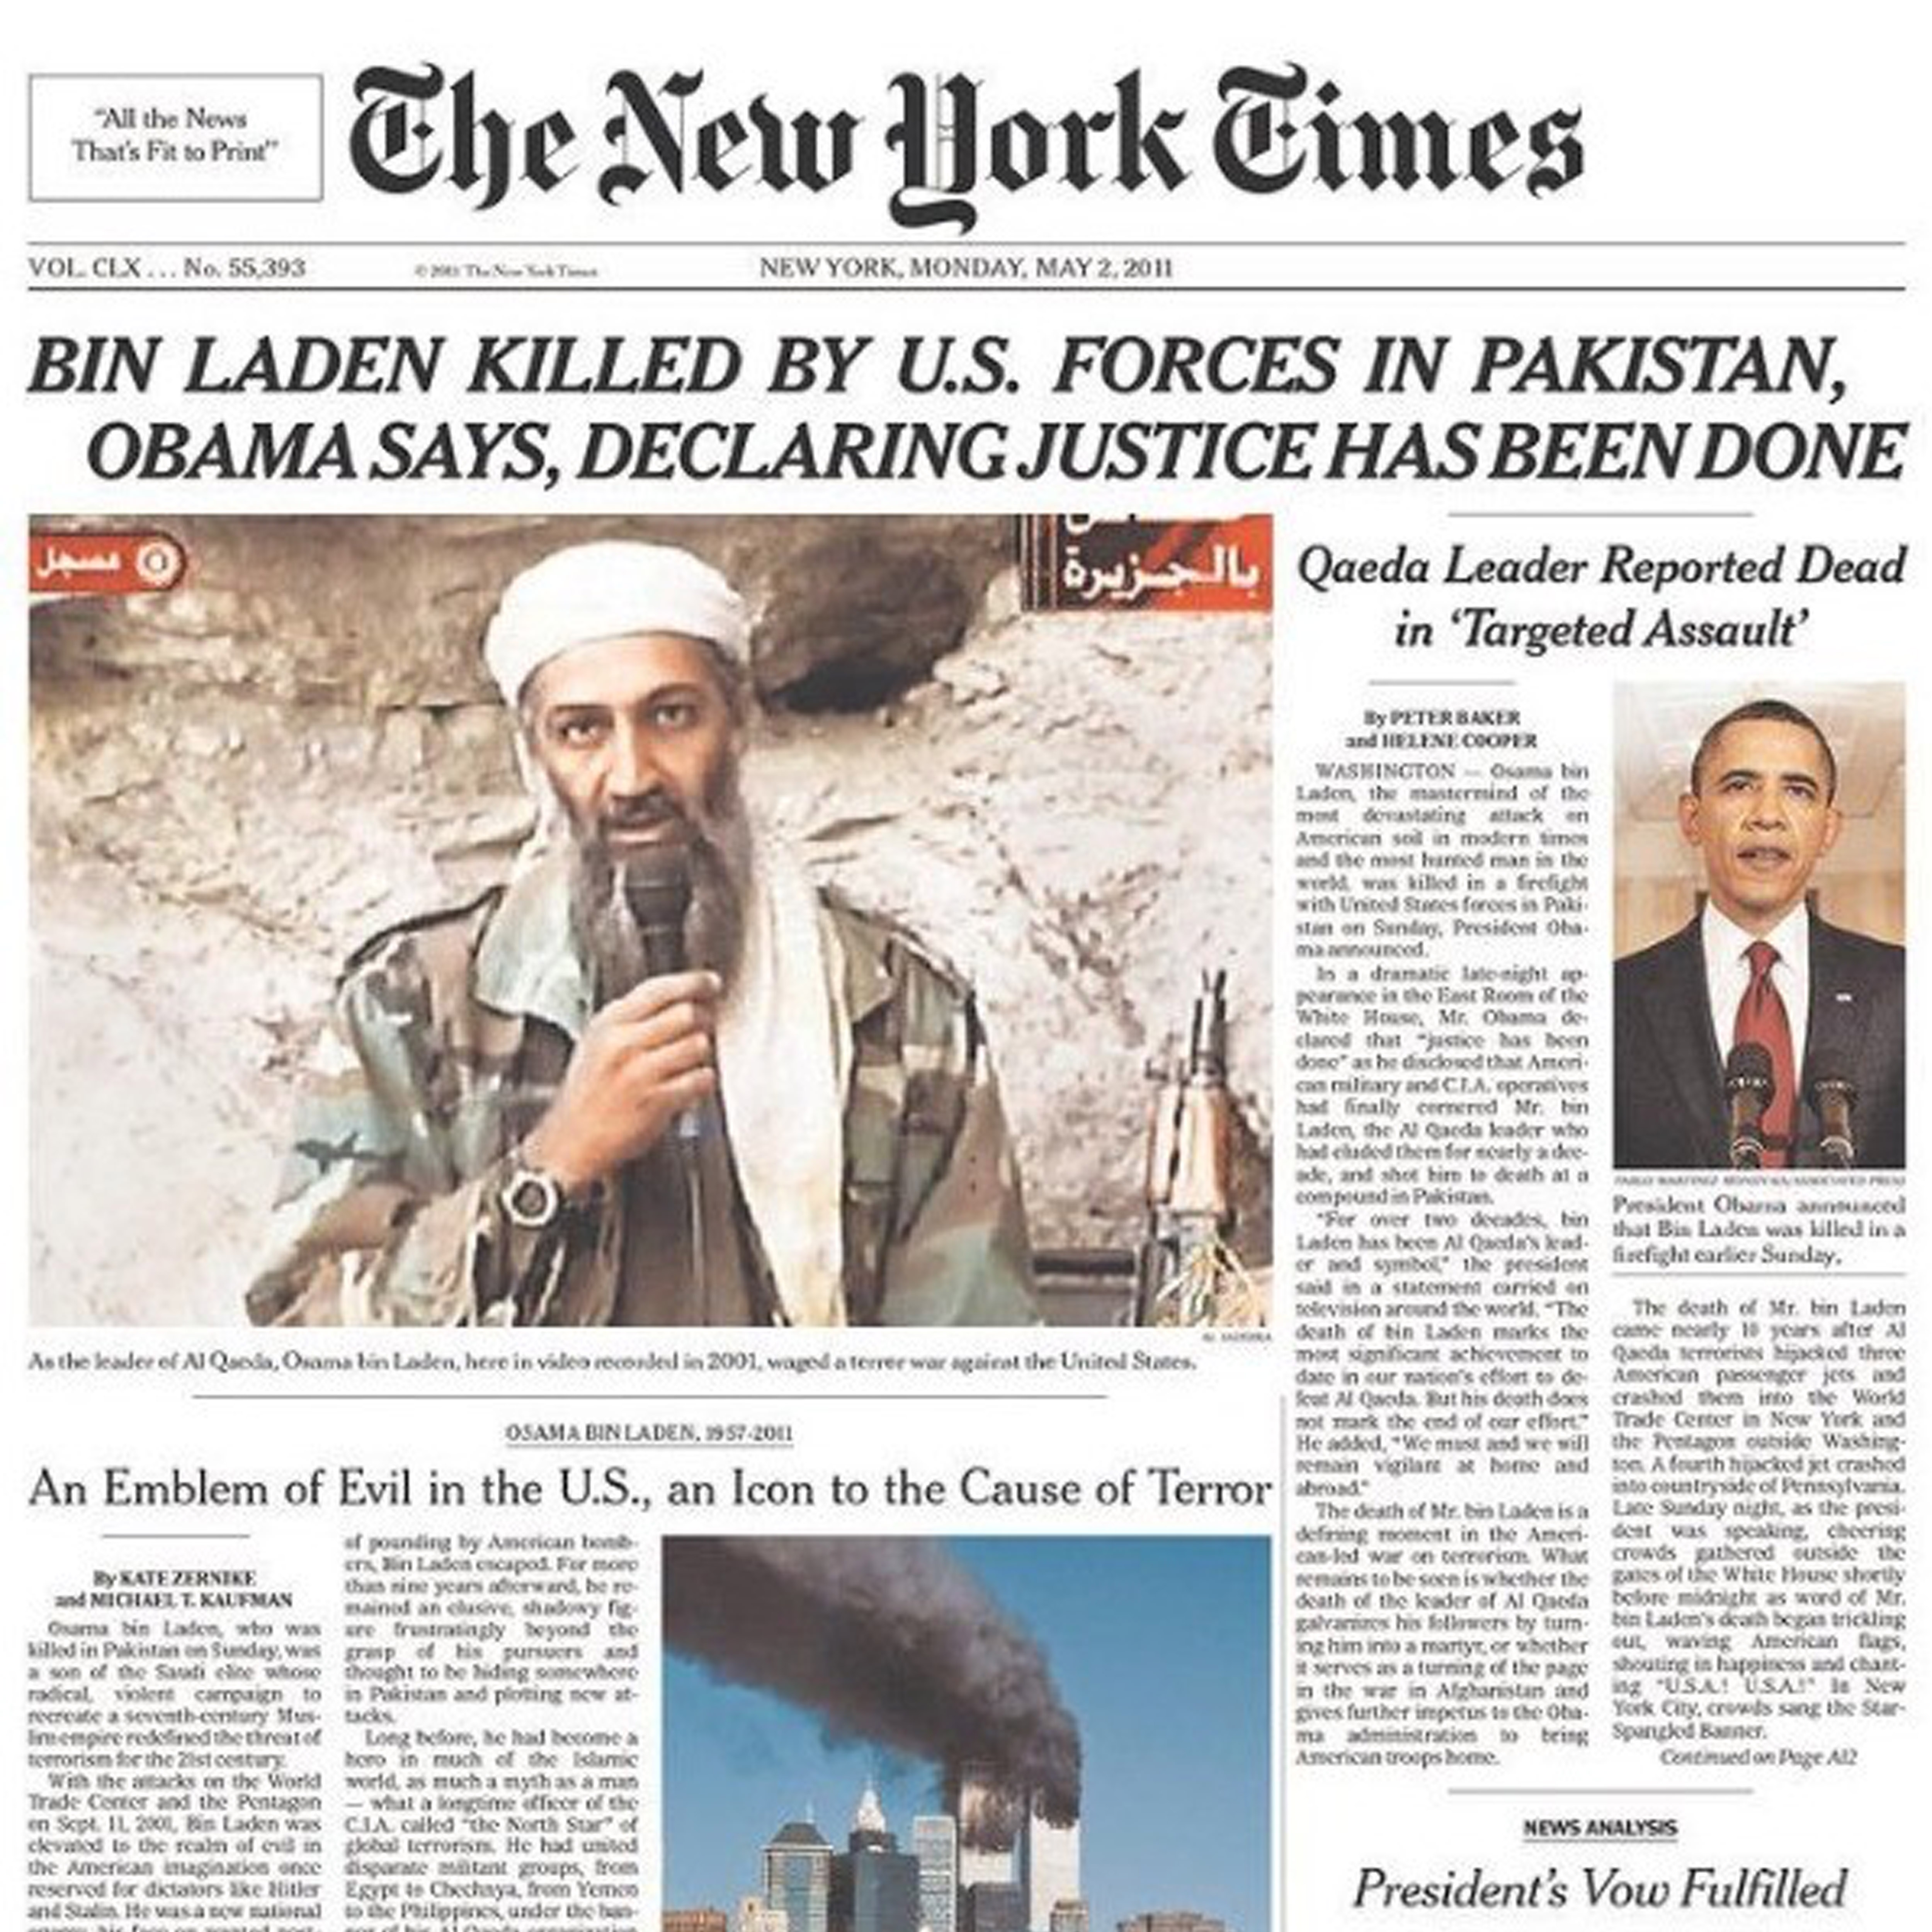 “All the News
That’s Fit to Print”
The New York Times
VOL. CLX . . . No. 55,393
© 2011 The New York Times
NEW YORK, MONDAY, MAY 2, 2011
BIN LADEN KILLED BY U.S. FORCES IN PAKISTAN,
OBAMA SAYS, DECLARING JUSTICE HAS BEEN DONE
مسجل
بالجزيرة
AL JAZEERA
As the leader of Al Qaeda, Osama bin Laden, here in video recorded in 2001, waged a terror war against the United States.
Qaeda Leader Reported Dead
in ‘Targeted Assault’
By PETER BAKER
and HELENE COOPER
WASHINGTON — Osama bin
Laden, the mastermind of the
most devastating attack on
American soil in modern times
and the most hunted man in the
world, was killed in a firefight
with United States forces in Paki-
stan on Sunday, President Oba-
ma announced.
In a dramatic late-night ap-
pearance in the East Room of the
White House, Mr. Obama de-
clared that “justice has been
done” as he disclosed that Ameri-
can military and C.I.A. operatives
had finally cornered Mr. bin
Laden, the Al Qaeda leader who
had eluded them for nearly a dec-
ade, and shot him to death at a
compound in Pakistan.
“For over two decades, bin
Laden has been Al Qaeda’s lead-
er and symbol,” the president
said in a statement carried on
television around the world. “The
death of bin Laden marks the
most significant achievement to
date in our nation’s effort to de-
feat Al Qaeda. But his death does
not mark the end of our effort.”
He added, “We must and we will
remain vigilant at home and
abroad.”
The death of Mr. bin Laden is a
defining moment in the Ameri-
can-led war on terrorism. What
remains to be seen is whether the
death of the leader of Al Qaeda
galvanizes his followers by turn-
ing him into a martyr, or whether
it serves as a turning of the page
in the war in Afghanistan and
gives further impetus to the Oba-
ma administration to bring
American troops home.
PABLO MARTINEZ MONSIVAIS/ASSOCIATED PRESS
President Obama announced
that Bin Laden was killed in a
firefight earlier Sunday.
The death of Mr. bin Laden
came nearly 10 years after Al
Qaeda terrorists hijacked three
American passenger jets and
crashed them into the World
Trade Center in New York and
the Pentagon outside Washing-
ton. A fourth hijacked jet crashed
into countryside of Pennsylvania.
Late Sunday night, as the presi-
dent was speaking, cheering
crowds gathered outside the
gates of the White House shortly
before midnight as word of Mr.
bin Laden’s death began trickling
out, waving American flags,
shouting in happiness and chant-
ing “U.S.A.! U.S.A.!” In New
York City, crowds sang the Star-
Spangled Banner.
Continued on Page A12
OSAMA BIN LADEN, 1957-2011
An Emblem of Evil in the U.S., an Icon to the Cause of Terror
By KATE ZERNIKE
and MICHAEL T. KAUFMAN
Osama bin Laden, who was
killed in Pakistan on Sunday, was
a son of the Saudi elite whose
radical, violent campaign to
recreate a seventh-century Mus-
lim empire redefined the threat of
terrorism for the 21st century.
With the attacks on the World
Trade Center and the Pentagon
on Sept. 11, 2001, Bin Laden was
elevated to the realm of evil in
the American imagination once
reserved for dictators like Hitler
and Stalin. He was a new national
of pounding by American bomb-
ers, Bin Laden escaped. For more
than nine years afterward, he re-
mained an elusive, shadowy fig-
ure frustratingly beyond the
grasp of his pursuers and
thought to be hiding somewhere
in Pakistan and plotting new at-
tacks.
Long before, he had become a
hero in much of the Islamic
world, as much a myth as a man
— what a longtime officer of the
C.I.A. called “the North Star” of
global terrorism. He had united
disparate militant groups, from
Egypt to Chechnya, from Yemen
to the Philippines, under the ban-
NEWS ANALYSIS
President’s Vow Fulfilled